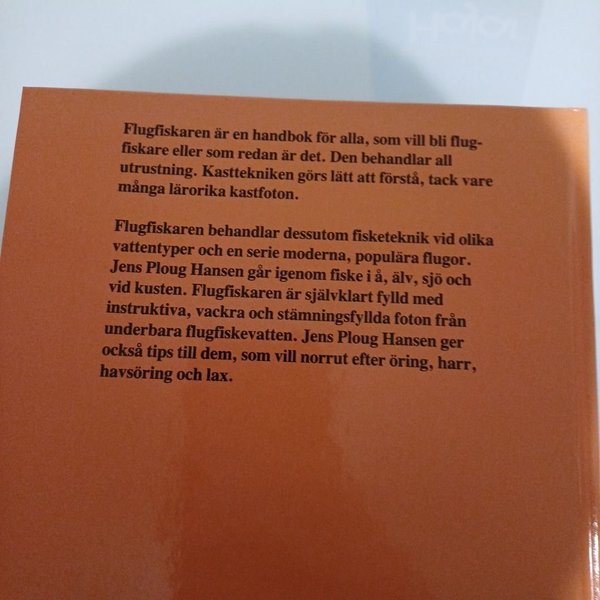 Flugfiskaren är en handbok för alla, som vill bli flug-
fiskare eller som redan är det. Den behandlar all
utrustning. Kasttekniken görs lätt att förstå, tack vare
många lärorika kastfoton.
Flugfiskaren behandlar dessutom fisketeknik vid olika
vattentyper och en serie moderna, populära flugor.
Jens Ploug Hansen går igenom fiske i å, älv, sjö och
vid kusten. Flugfiskaren är självklart fylld med
instruktiva, vackra och stämningsfyllda foton från
underbara flugfiskevatten. Jens Ploug Hansen ger
också tips till dem, som vill norrut efter öring, harr,
havsöring och lax.